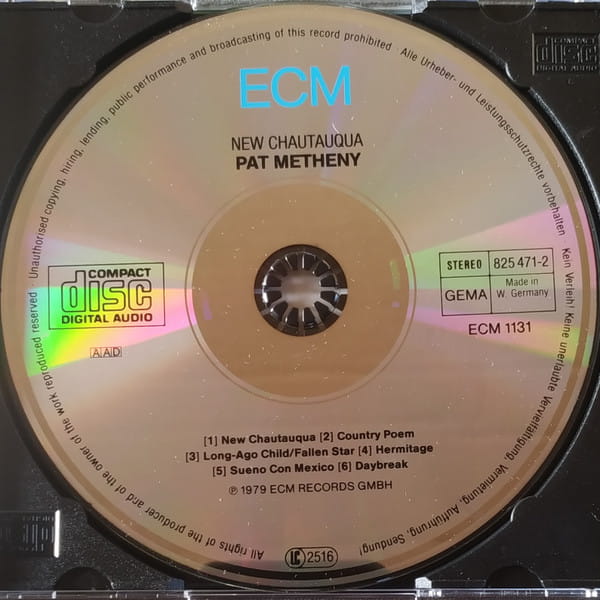 Unauthorised copying, hiring, lending, public performance and broadcasting of this record prohibited · Alle Urheber- und Leistungsschutzrechte vorbehalten
Kein Verleih! Keine unerlaubte Vervielfältigung, Vermietung, Aufführung, Sendung!
All rights of the producer and of the owner of the work reproduced reserved
ECM
NEW CHAUTAUQUA
PAT METHENY
COMPACT
disc
DIGITAL AUDIO
AAD
STEREO 825 471-2
GEMA Made in W. Germany
ECM 1131
[1] New Chautauqua [2] Country Poem
[3] Long-Ago Child/Fallen Star [4] Hermitage
[5] Sueno Con Mexico [6] Daybreak
℗ 1979 ECM RECORDS GMBH
LC 2516
COMPACT
disc
DIGITAL AUDIO